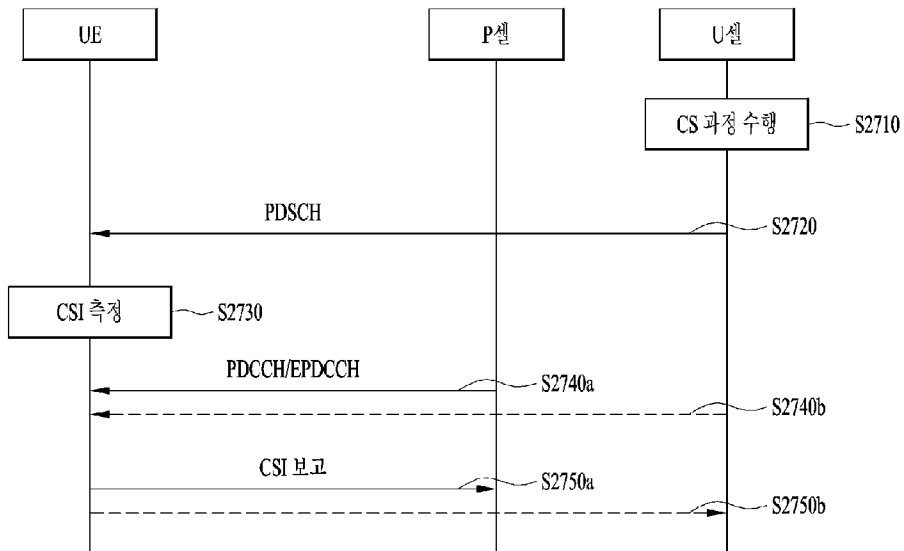 UE P셀 U셀
CS 과정 수행 S2710
PDSCH
S2720
CSI 측정 S2730
PDCCH/EPDCCH
S2740a
S2740b
CSI 보고
S2750a
S2750b